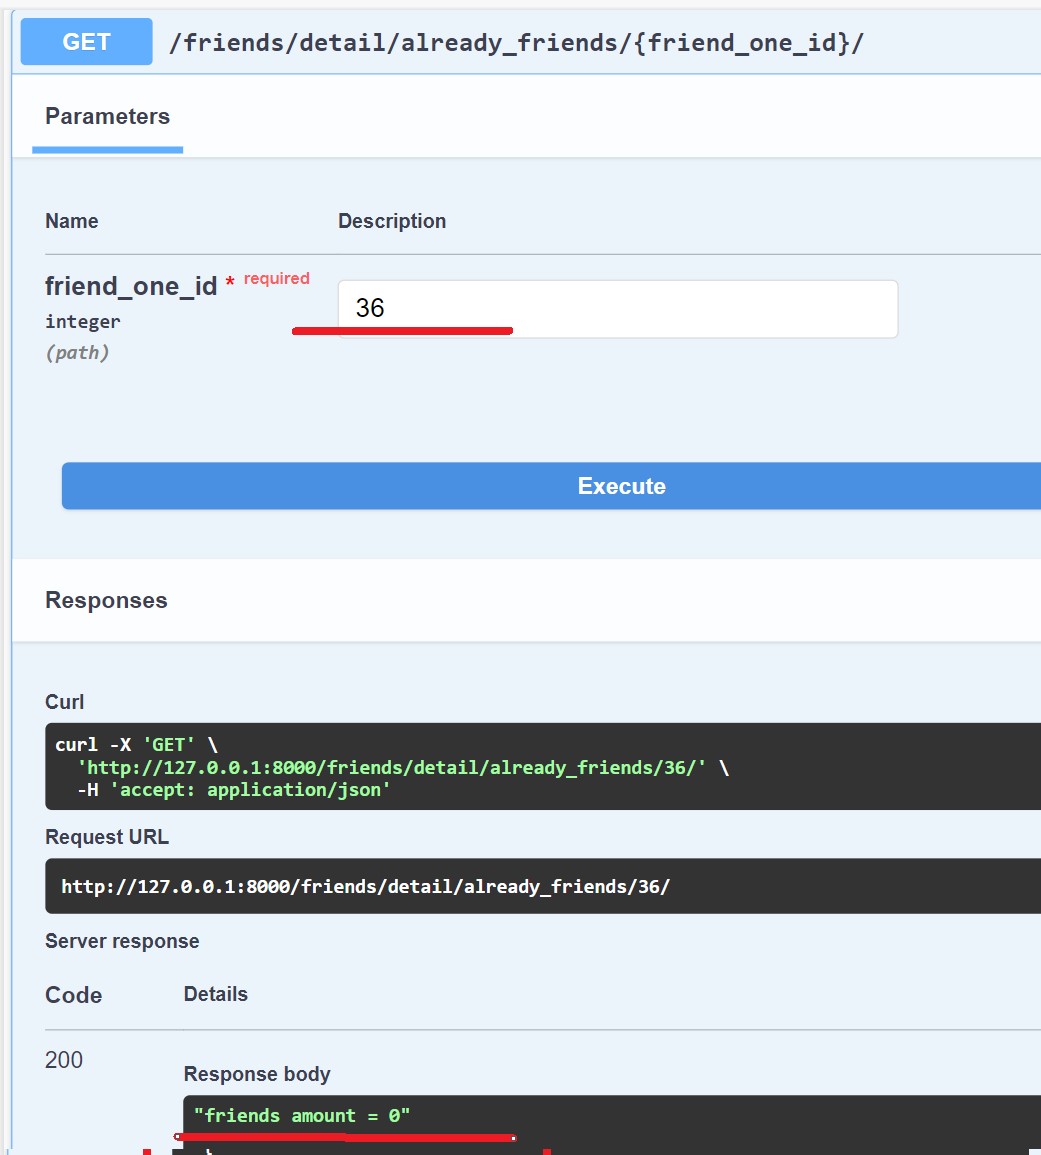 GET /friends/detail/already_friends/{friend_one_id}/
Parameters
Name Description
friend_one_id * required
36
integer
(path)
Execute
Responses
Curl
curl -X 'GET' \
'http://127.0.0.1:8000/friends/detail/already_friends/36/' \
-H 'accept: application/json'
Request URL
http://127.0.0.1:8000/friends/detail/already_friends/36/
Server response
Code Details
200
Response body
"friends amount = 0"